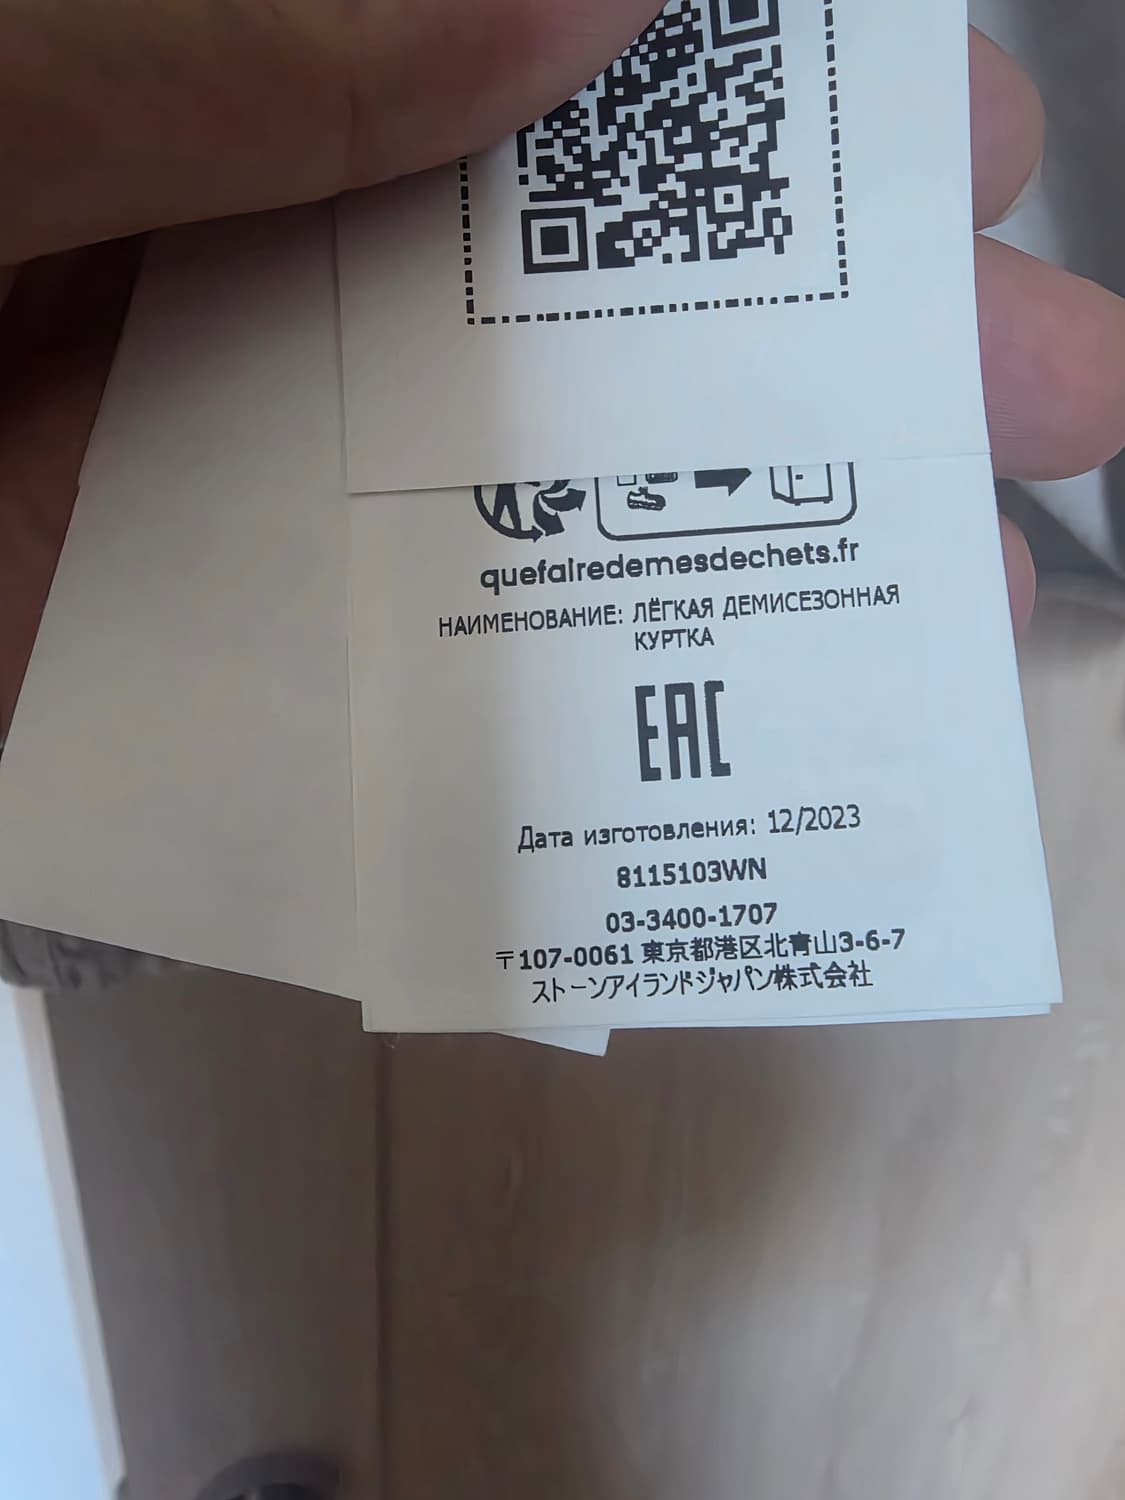 quefairedemesdechets.fr
НАИМЕНОВАНИЕ: ЛЁГКАЯ ДЕМИСЕЗОННАЯ
КУРТКА
EAC
Дата изготовления: 12/2023
8115103WN
03-3400-1707
〒107-0061 東京都港区北青山3-6-7
ストーンアイランドジャパン株式会社